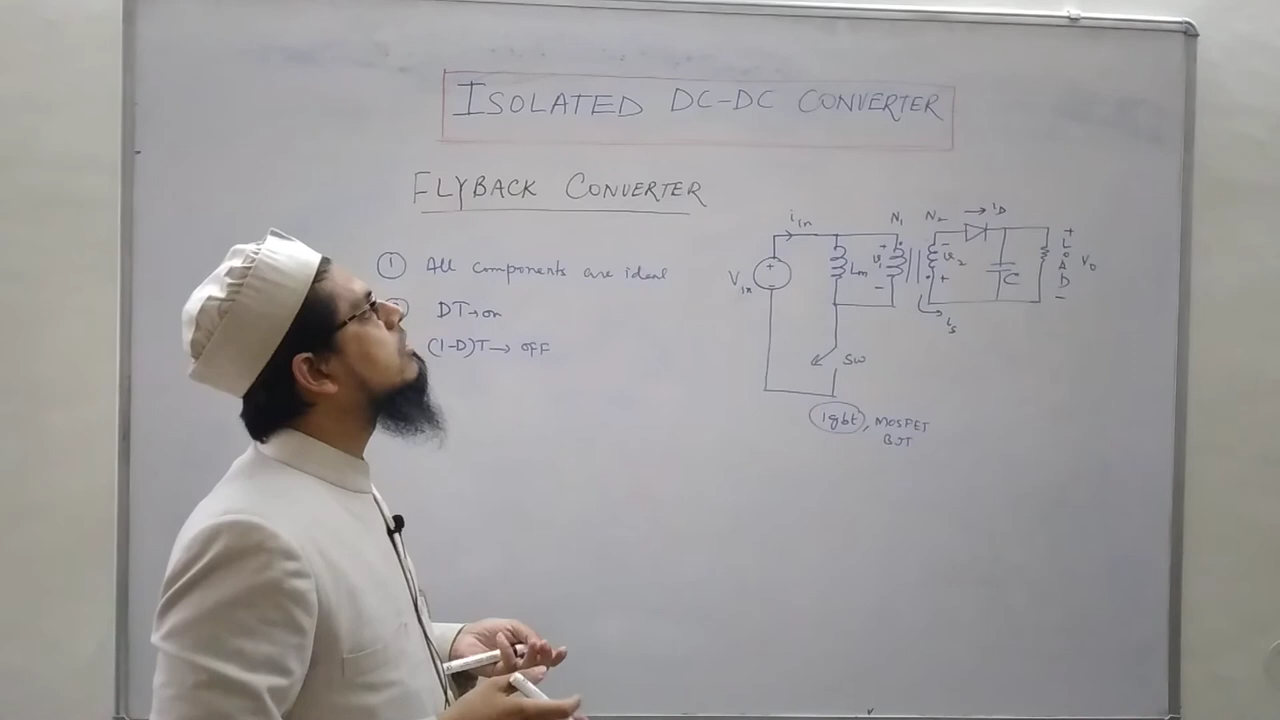 ISOLATED DC-DC CONVERTER
FLYBACK CONVERTER
1 All components are ideal
DT→on
(1-D)T→ OFF
iin
N1 N2
iD
Vin
+
-
Lm
+
v1
-
-
v2
+
C
+
LOAD
-
Vo
is
SW
Igbt, MOSFET
BJT